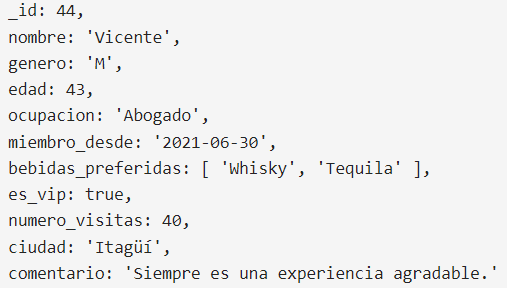 _id: 44,
nombre: 'Vicente',
genero: 'M',
edad: 43,
ocupacion: 'Abogado',
miembro_desde: '2021-06-30',
bebidas_preferidas: [ 'Whisky', 'Tequila' ],
es_vip: true,
numero_visitas: 40,
ciudad: 'Itagüí',
comentario: 'Siempre es una experiencia agradable.'